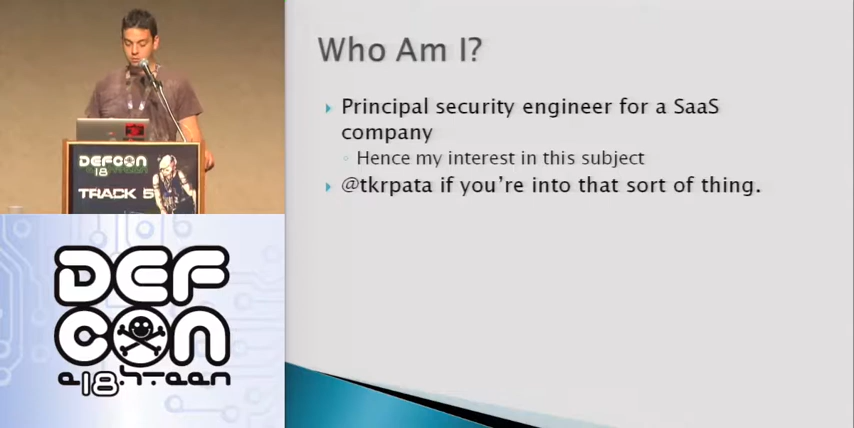 Who Am I?
Principal security engineer for a SaaS
company
Hence my interest in this subject
@tkrpata if you're into that sort of thing.
DEFCON
18
TRACK 5
DEF
CON
e18h-teen